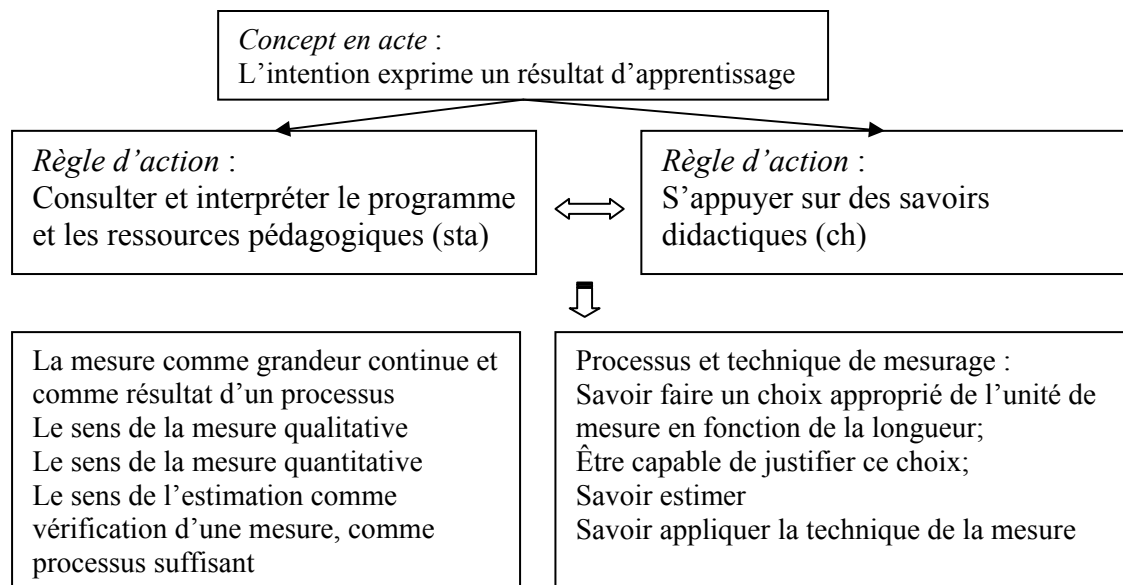 Concept en acte :
L’intention exprime un résultat d’apprentissage
Règle d’action :
Consulter et interpréter le programme
et les ressources pédagogiques (sta)
Règle d’action :
S’appuyer sur des savoirs
didactiques (ch)
La mesure comme grandeur continue et
comme résultat d’un processus
Le sens de la mesure qualitative
Le sens de la mesure quantitative
Le sens de l’estimation comme
vérification d’une mesure, comme
processus suffisant
Processus et technique de mesurage :
Savoir faire un choix approprié de l’unité de
mesure en fonction de la longueur;
Être capable de justifier ce choix;
Savoir estimer
Savoir appliquer la technique de la mesure